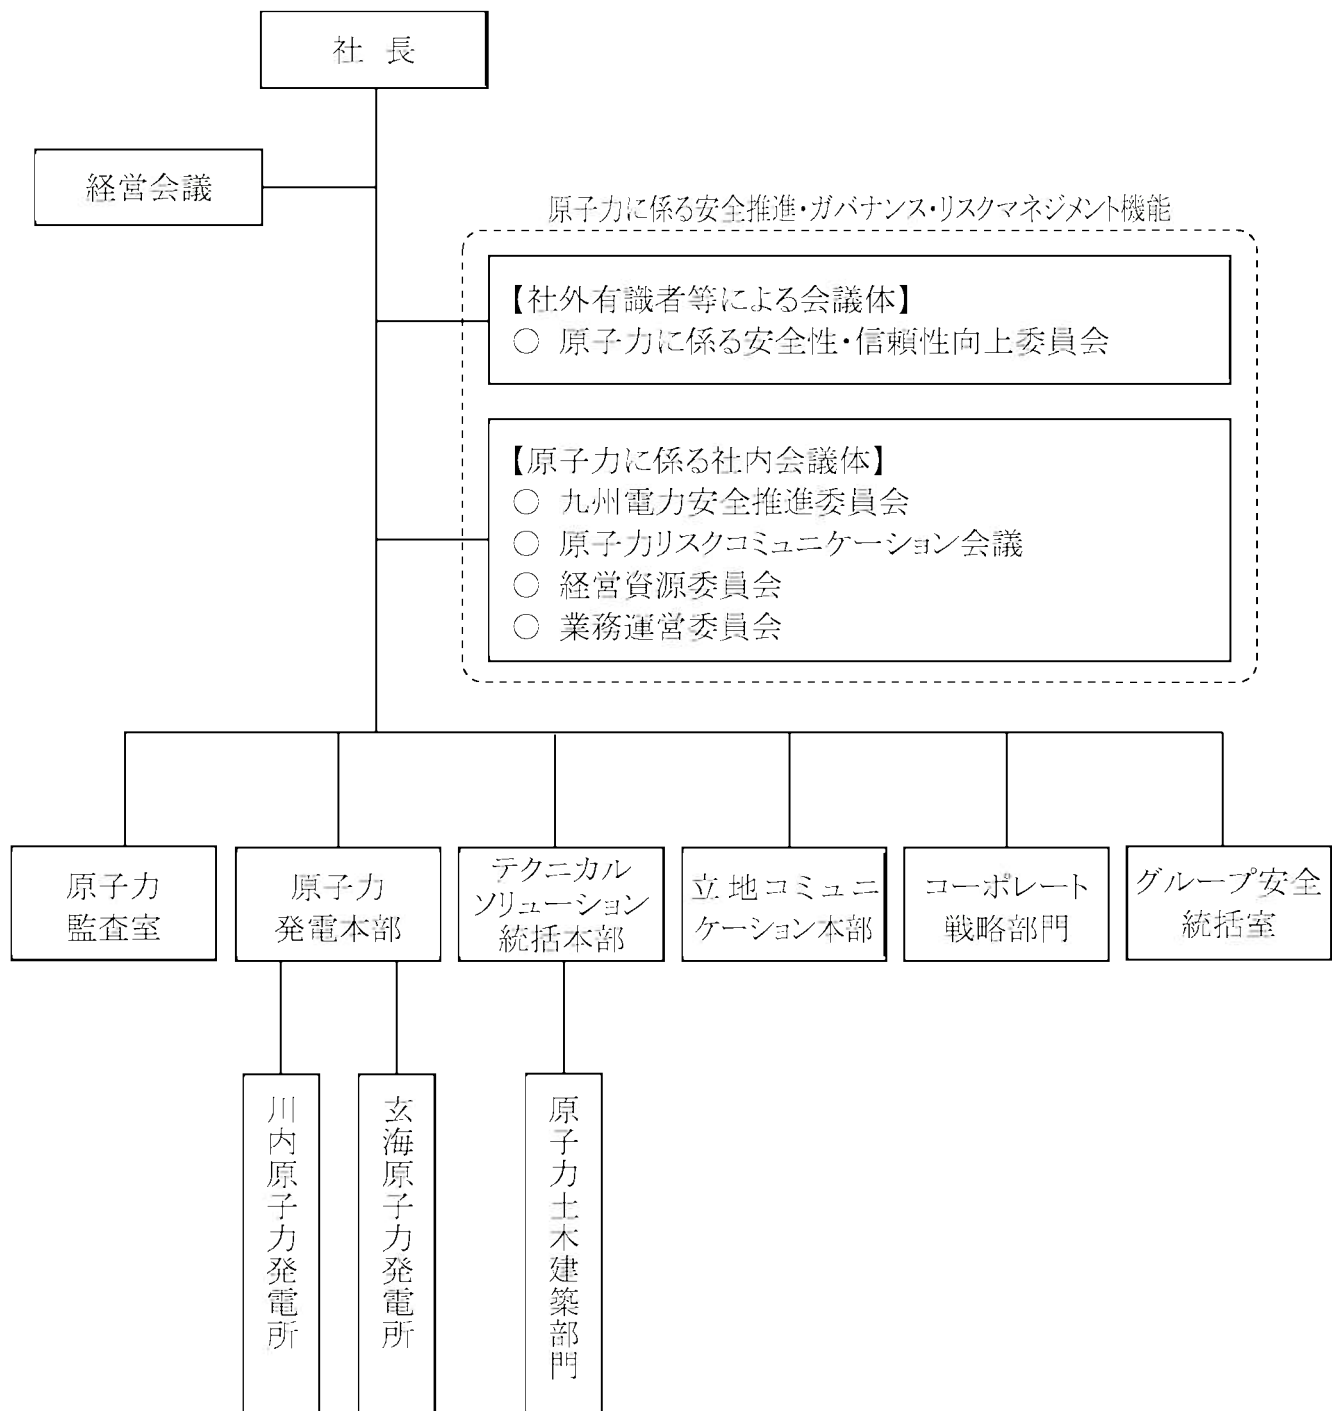 社 長
経営会議
原子力に係る安全推進・ガバナンス・リスクマネジメント機能
【社外有識者等による会議体】
○ 原子力に係る安全性・信頼性向上委員会
【原子力に係る社内会議体】
○ 九州電力安全推進委員会
○ 原子力リスクコミュニケーション会議
○ 経営資源委員会
○ 業務運営委員会
原子力
監査室
原子力
発電本部
テクニカル
ソリューション
統括本部
立地コミュニ
ケーション本部
コーポレート
戦略部門
グループ安全
統括室
川内原子力発電所
玄海原子力発電所
原子力土木建築部門